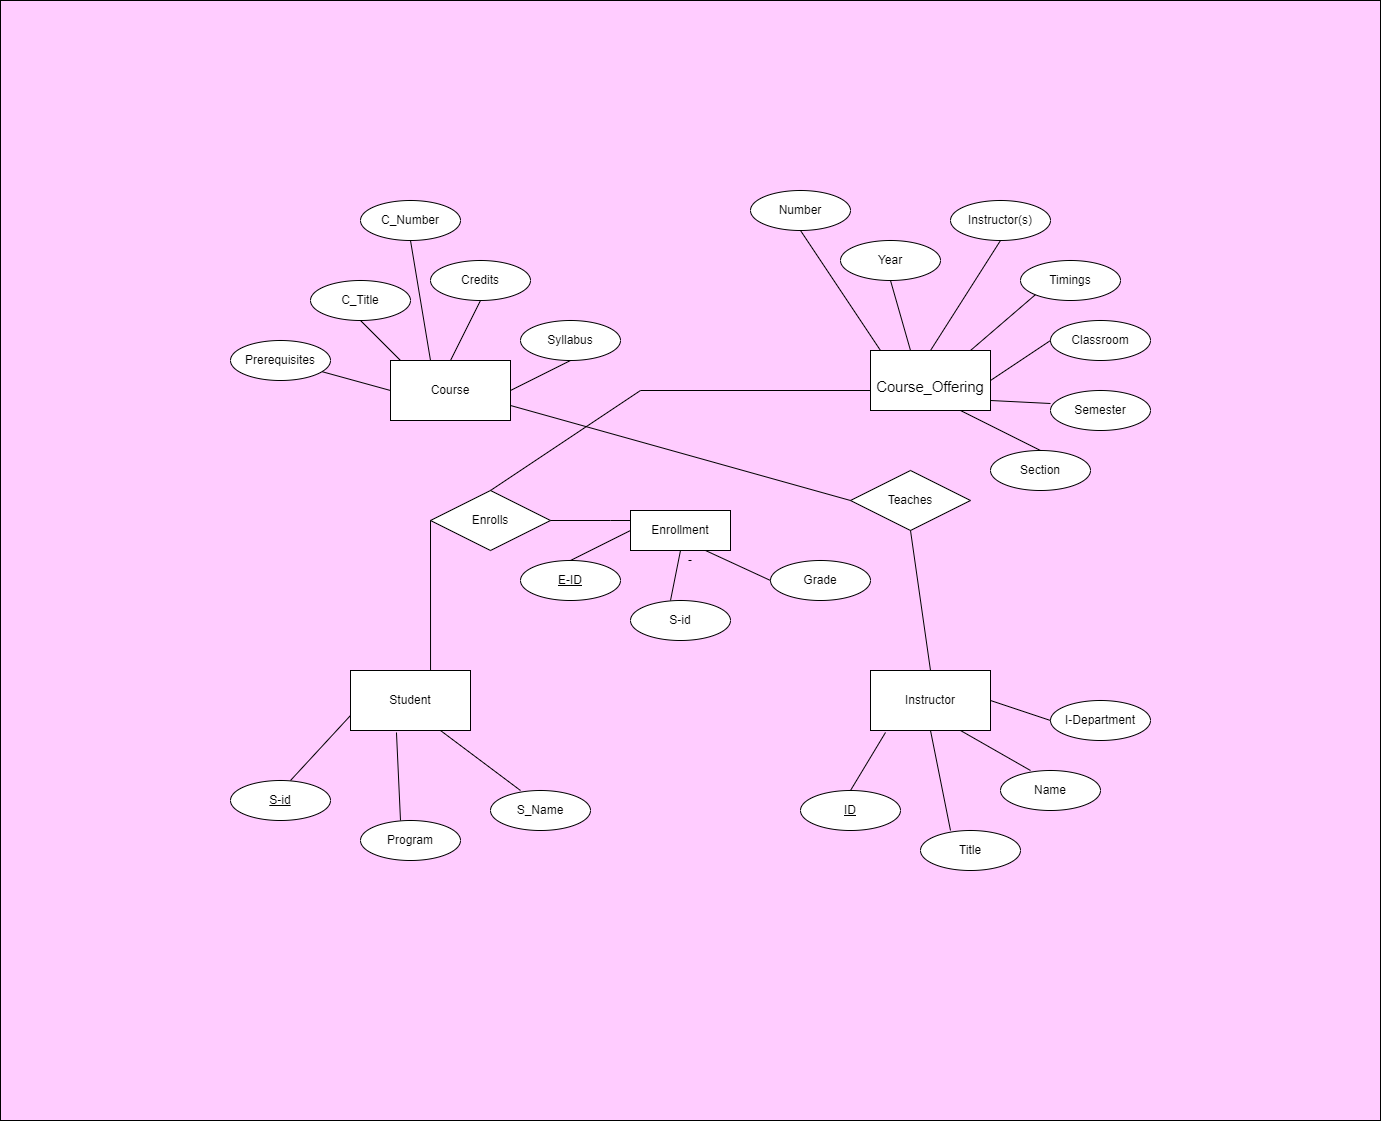 Number
C_Number
Instructor(s)
Year
Credits
Timings
C_Title
Syllabus
Classroom
Prerequisites
Course
Course_Offering
Semester
Section
Teaches
Enrolls
Enrollment
-
E-ID
Grade
S-id
Student
Instructor
I-Department
Name
S-id
S_Name
ID
Program
Title